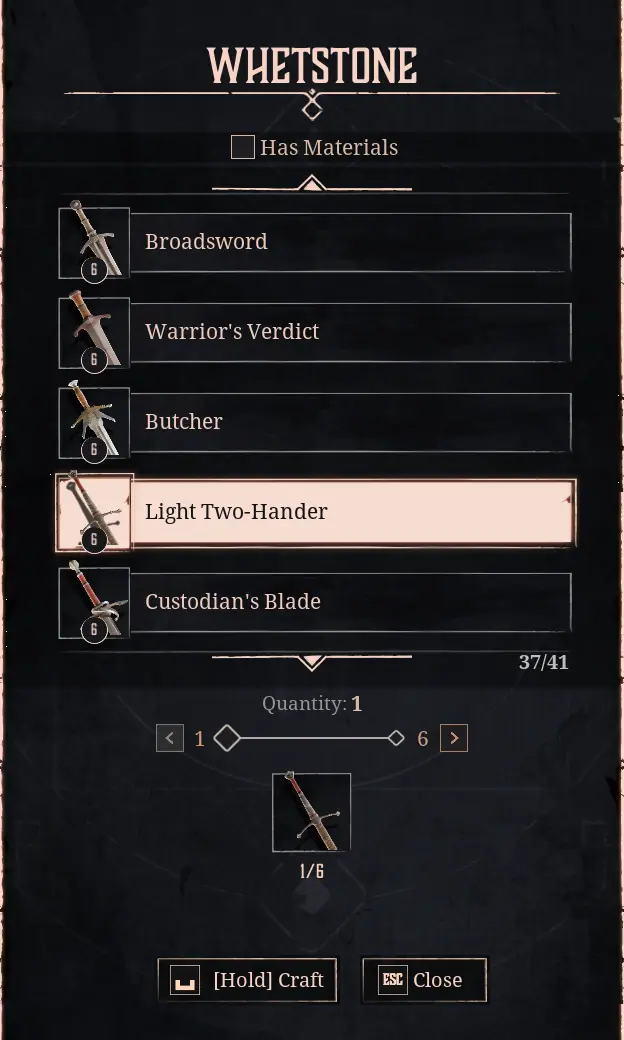 WHETSTONE
Has Materials
Broadsword
6
Warrior's Verdict
6
Butcher
6
Light Two-Hander
6
Custodian's Blade
6
37/41
Quantity: 1
< 1 6 >
1/6
[Hold] Craft
ESC Close